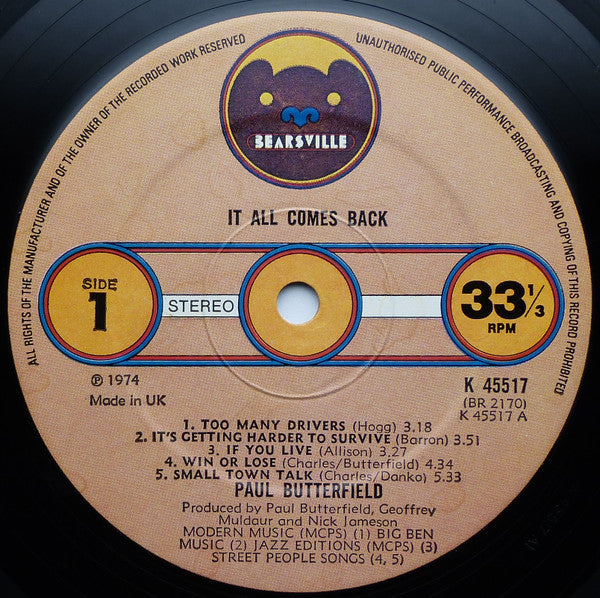 ALL RIGHTS OF THE MANUFACTURER AND OF THE OWNER OF THE RECORDED WORK RESERVED
UNAUTHORISED PUBLIC PERFORMANCE BROADCASTING AND COPYING OF THIS RECORD PROHIBITED
BEARSVILLE
IT ALL COMES BACK
SIDE
1
STEREO
33 1/3
RPM
℗ 1974
Made in UK
K 45517
(BR 2170)
K 45517 A
1. TOO MANY DRIVERS (Hogg) 3.18
2. IT'S GETTING HARDER TO SURVIVE (Barron) 3.51
3. IF YOU LIVE (Allison) 3.27
4. WIN OR LOSE (Charles/Butterfield) 4.34
5. SMALL TOWN TALK (Charles/Danko) 5.33
PAUL BUTTERFIELD
Produced by Paul Butterfield, Geoffrey
Muldaur and Nick Jameson
MODERN MUSIC (MCPS) (1) BIG BEN
MUSIC (2) JAZZ EDITIONS (MCPS) (3)
STREET PEOPLE SONGS (4, 5)